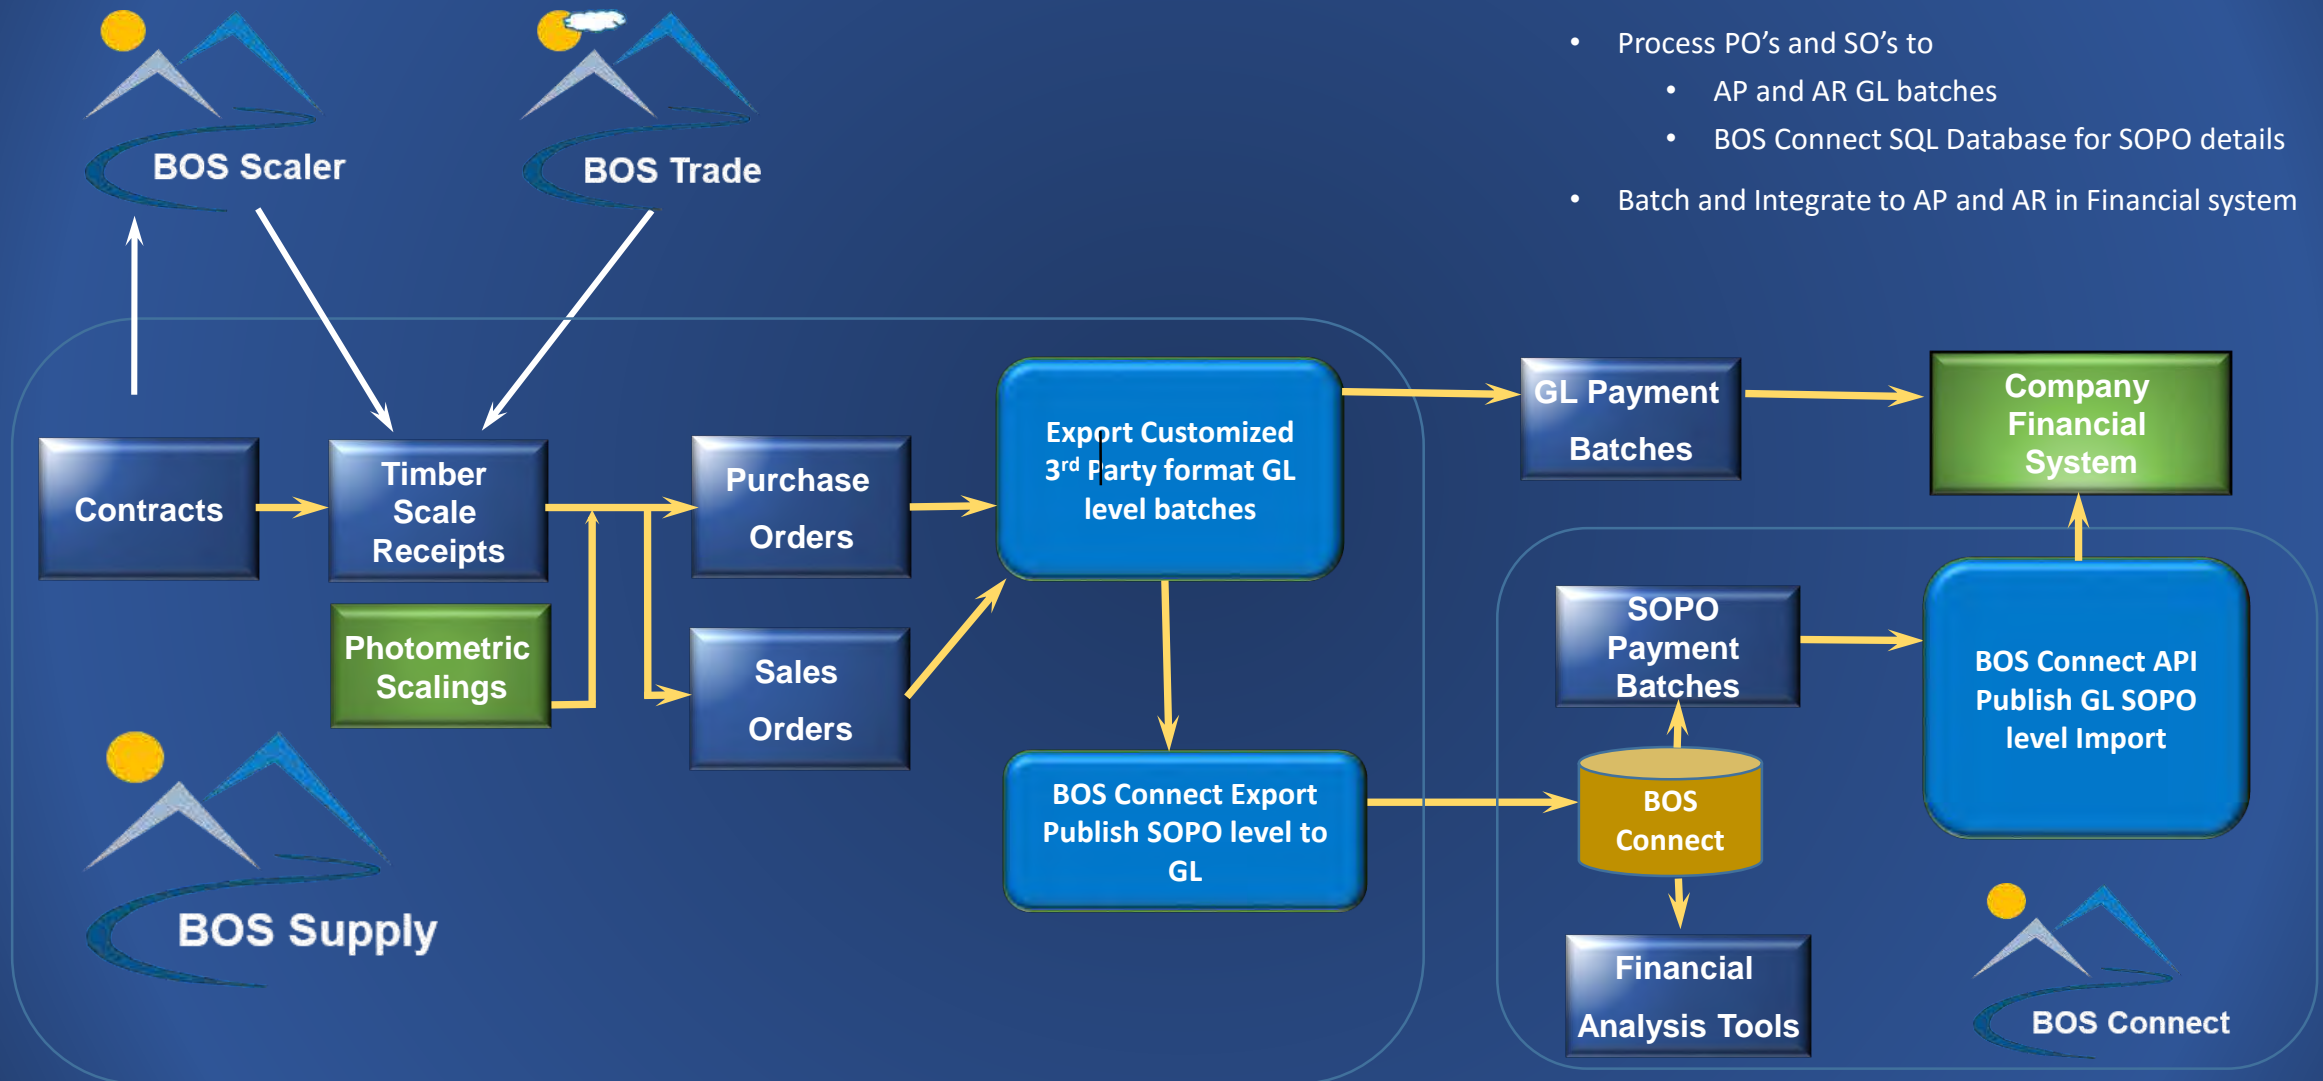 BOS Scaler
BOS Trade
• Process PO’s and SO’s to
• AP and AR GL batches
• BOS Connect SQL Database for SOPO details
• Batch and Integrate to AP and AR in Financial system
Contracts
Timber
Scale
Receipts
Photometric
Scalings
Purchase
Orders
Sales
Orders
Export Customized
3rd Party format GL
level batches
BOS Connect Export
Publish SOPO level to
GL
GL Payment
Batches
Company
Financial
System
SOPO
Payment
Batches
BOS
Connect
Financial
Analysis Tools
BOS Connect API
Publish GL SOPO
level Import
BOS Supply
BOS Connect